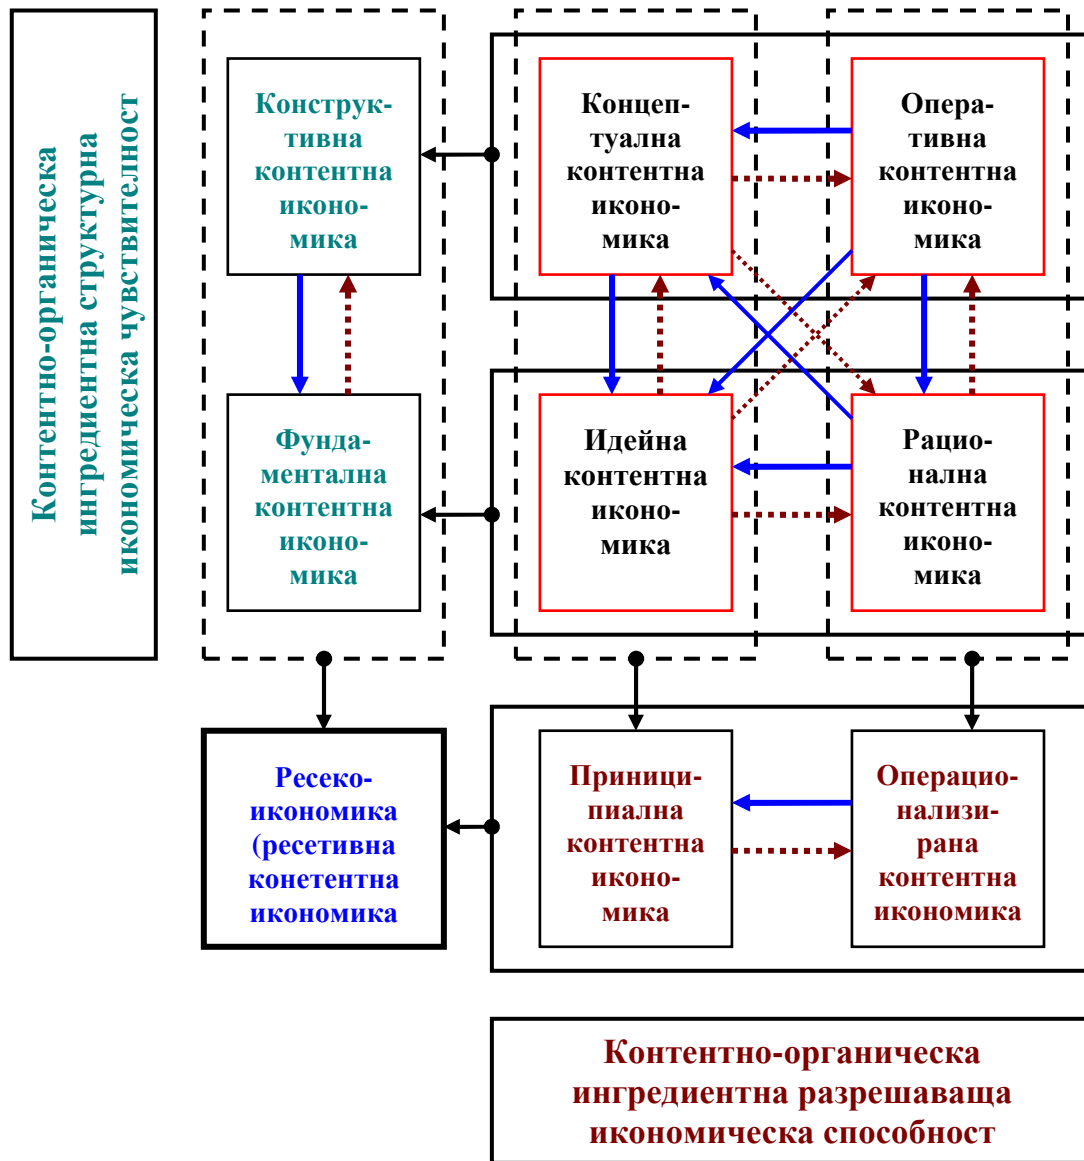 Контентно-органическа
ингредиентна структурна
икономическа чувствителност
Конструк-
тивна
контентна
иконо-
мика
Концеп-
туална
контентна
иконо-
мика
Опера-
тивна
контентна
иконо-
мика
Фунда-
ментална
контентна
иконо-
мика
Идейна
контентна
иконо-
мика
Рацио-
нална
контентна
иконо-
мика
Ресеко-
икономика
(ресетивна
конетентна
икономика
Приници-
пиална
контентна
иконо-
мика
Операцио-
нализи-
рана
контентна
икономика
Контентно-органическа
ингредиентна разрешаваща
икономическа способност